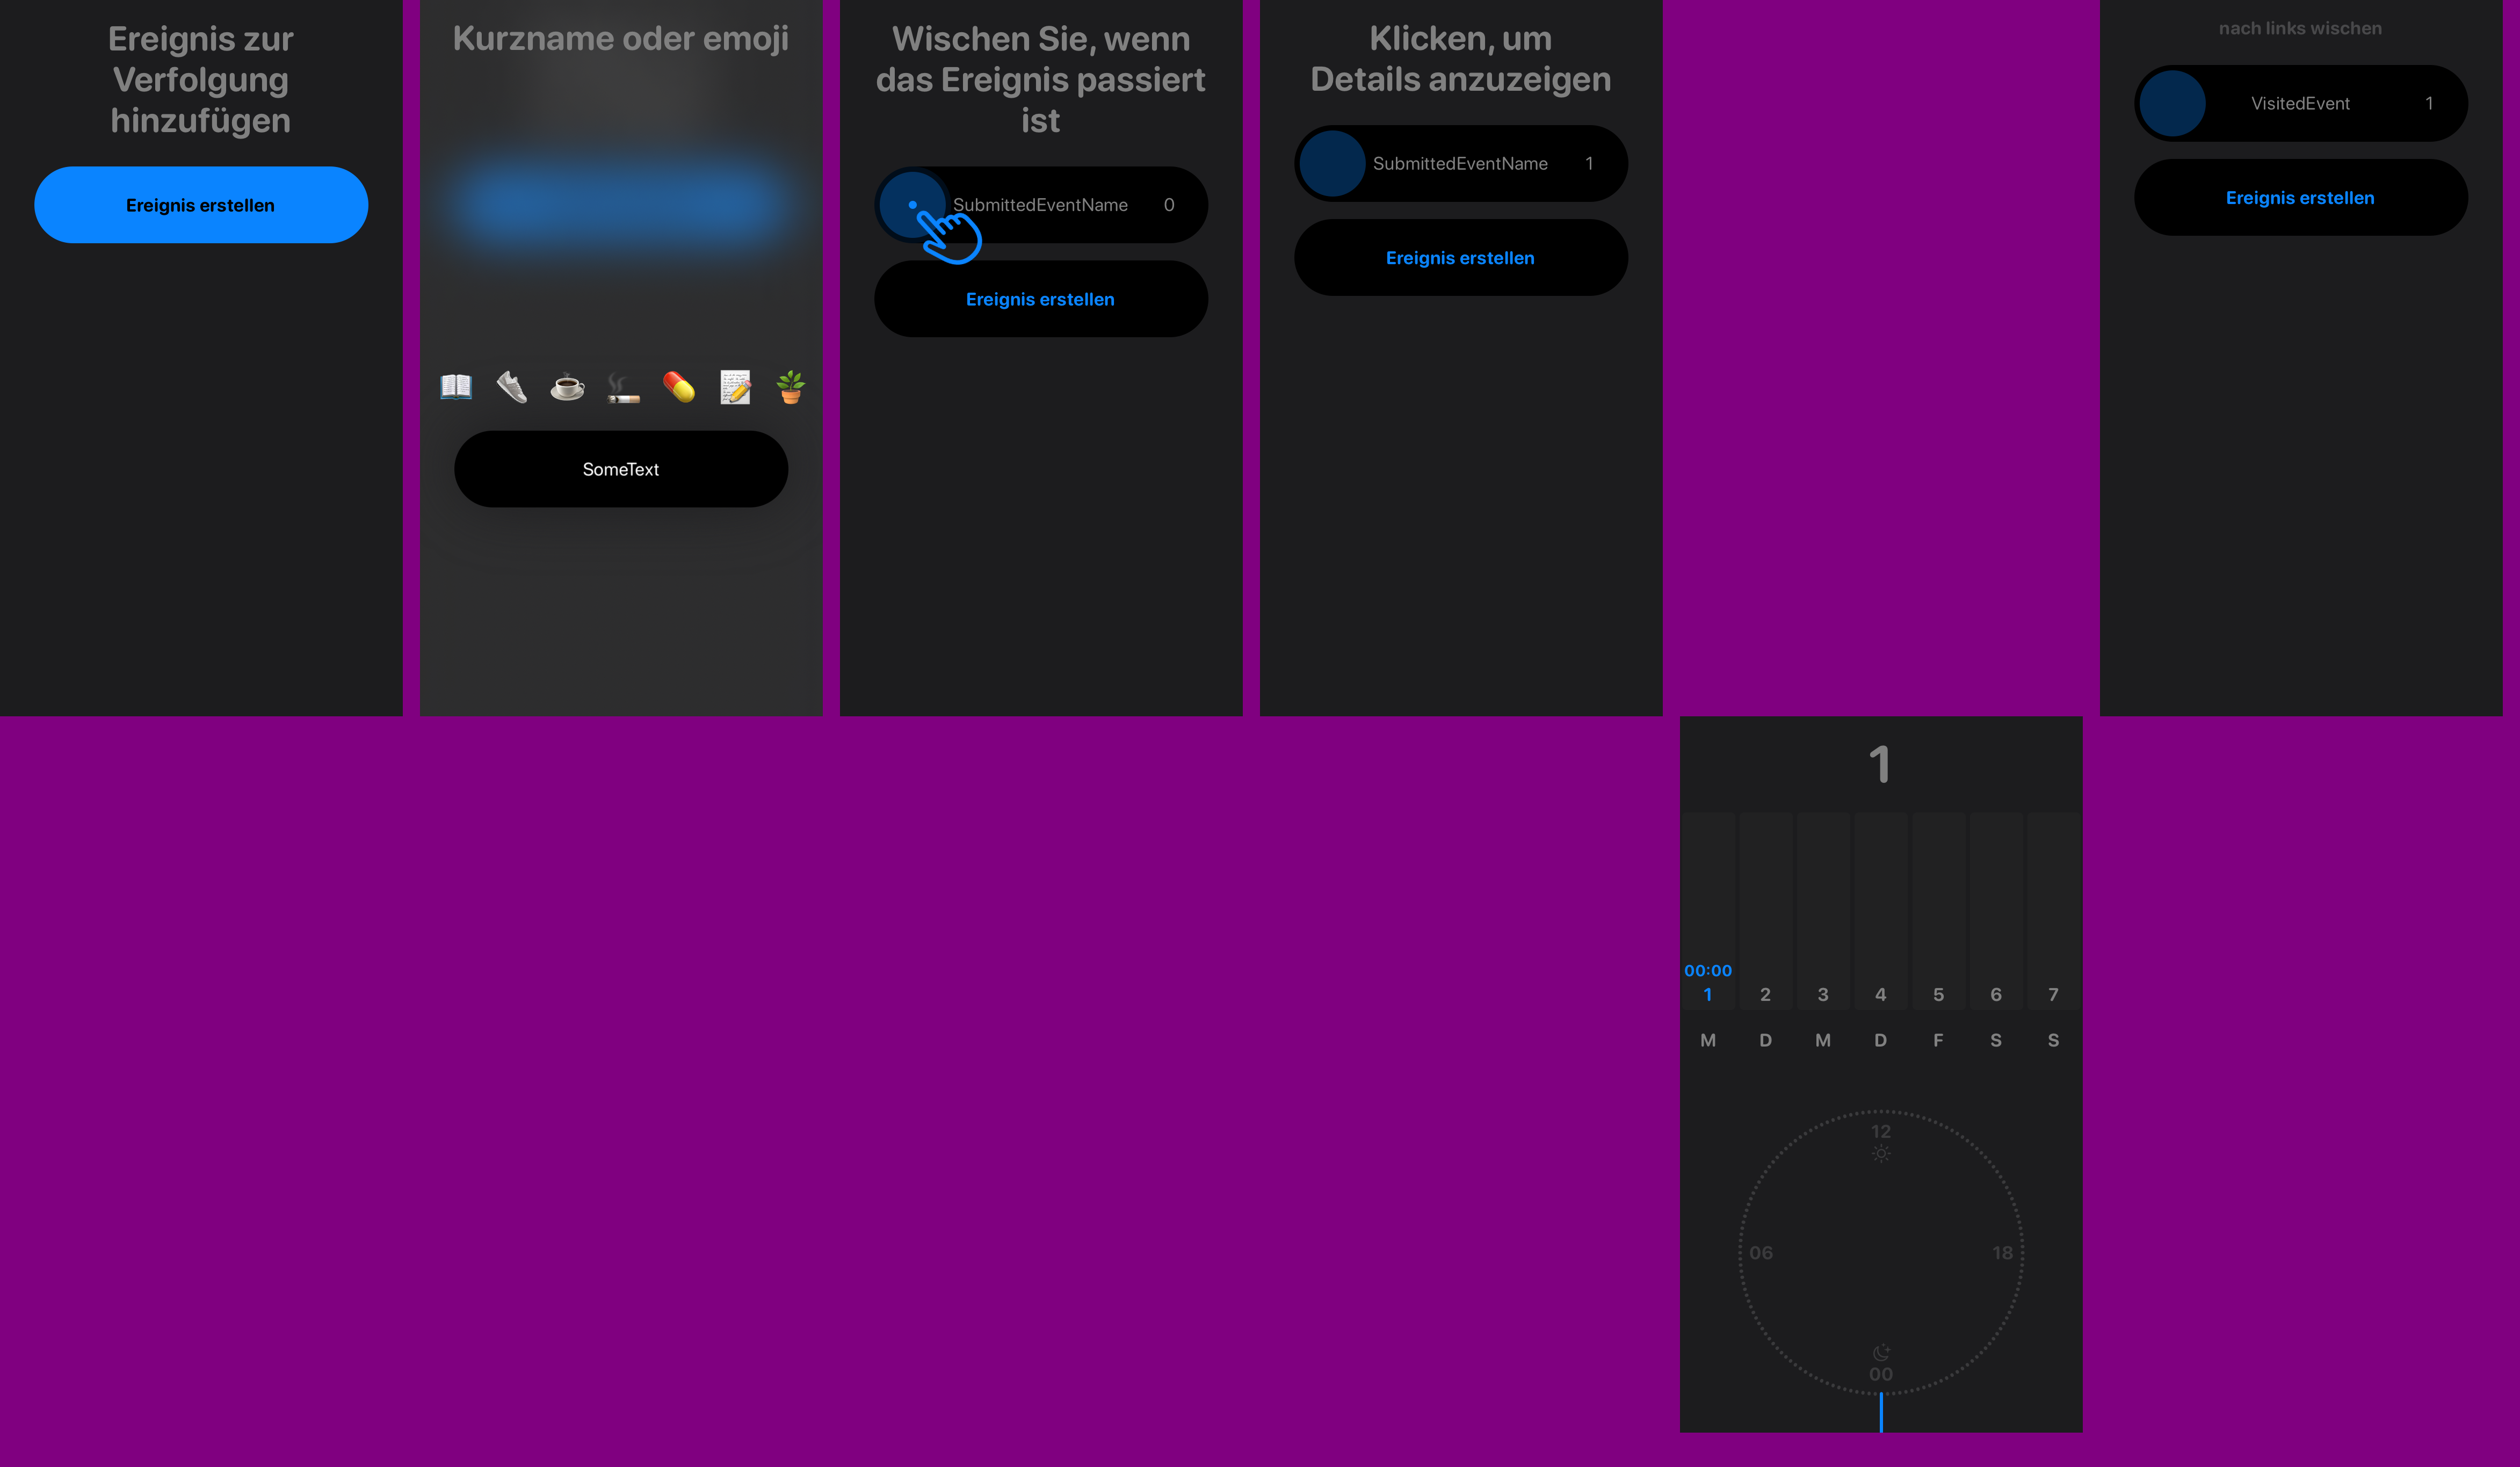 Ereignis zur
Verfolgung
hinzufügen
Ereignis erstellen
Kurzname oder emoji
SomeText
Wischen Sie, wenn
das Ereignis passiert
ist
SubmittedEventName 0
Ereignis erstellen
Klicken, um
Details anzuzeigen
SubmittedEventName 1
Ereignis erstellen
nach links wischen
VisitedEvent 1
Ereignis erstellen
1
00:00
1 2 3 4 5 6 7
M D M D F S S
12
06 18
00